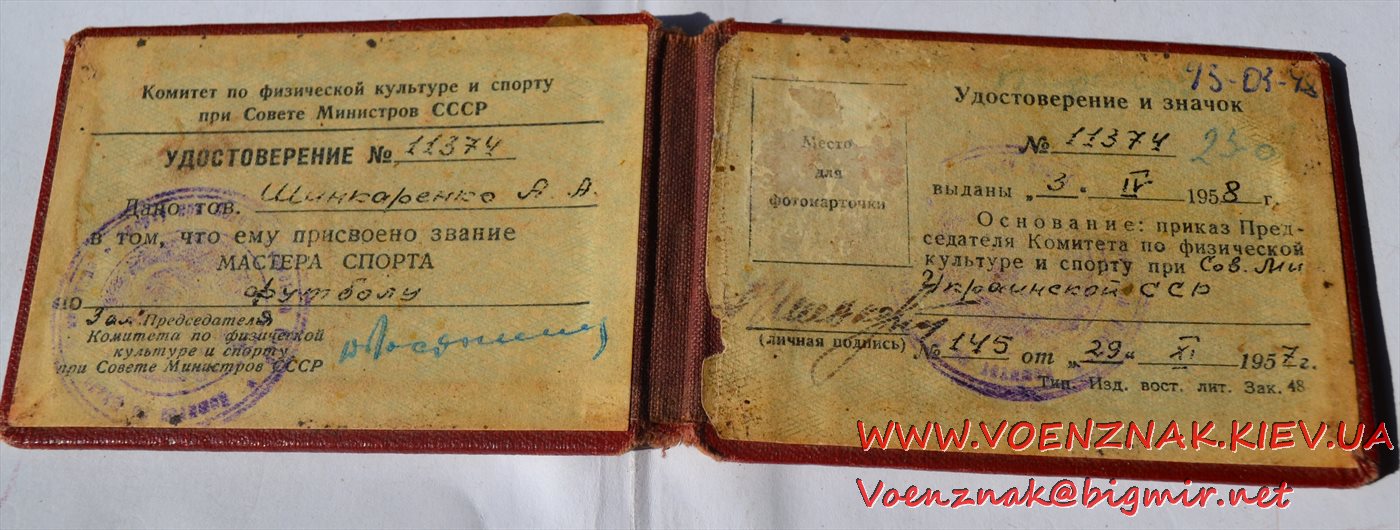 Комитет по физической культуре и спорту
при Совете Министров СССР
УДОСТОВЕРЕНИЕ № 11374
Дано тов. Шинкаренко А. А.
в том, что ему присвоено звание
МАСТЕРА СПОРТА
по футболу
Зам. Председателя
Комитета по физической
культуре и спорту
при Совете Министров СССР
Удостоверение и значок
№ 11374
Место
для
фотокарточки
выданы „3“ IV 1958 г.
Основание: приказ Пред-
седателя Комитета по физической
культуре и спорту при Сов. Ми
Украинской ССР
(личная подпись)
№ 145 от „29“ XI 1957 г.
Тип. Изд. вост. лит. Зак. 48
WWW.VOENZNAK.KIEV.UA
Voenznak@bigmir.net